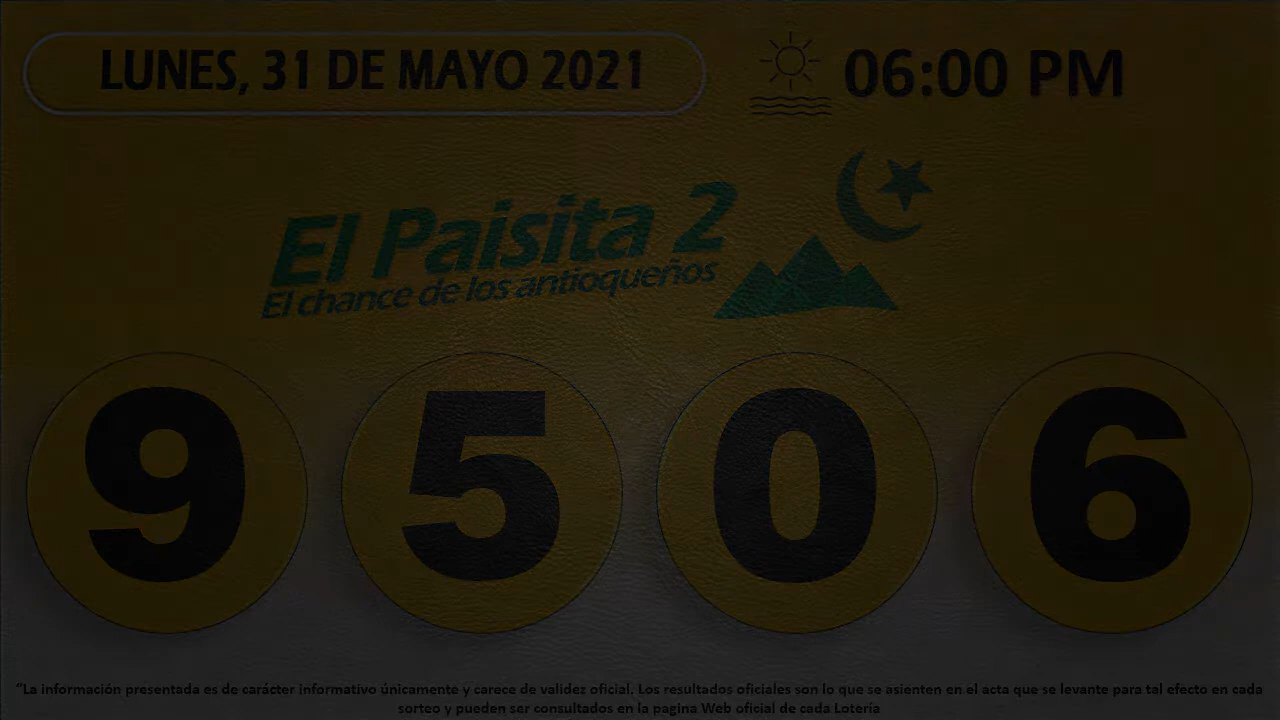 LUNES, 31 DE MAYO 2021
06:00 PM
El Paisita 2
El chance de los antioqueños
9 5 0 6
"La información presentada es de carácter informativo únicamente y carece de validez oficial. Los resultados oficiales son lo que se asienten en el acta que se levante para tal efecto en cada
sorteo y pueden ser consultados en la pagina Web oficial de cada Lotería